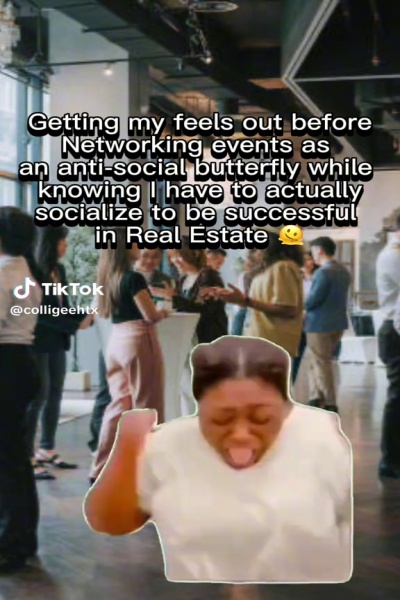 Getting my feels out before
Networking events as
an anti-social butterfly while
knowing I have to actually
socialize to be successful
in Real Estate 🫠
TikTok
@colligeehtx